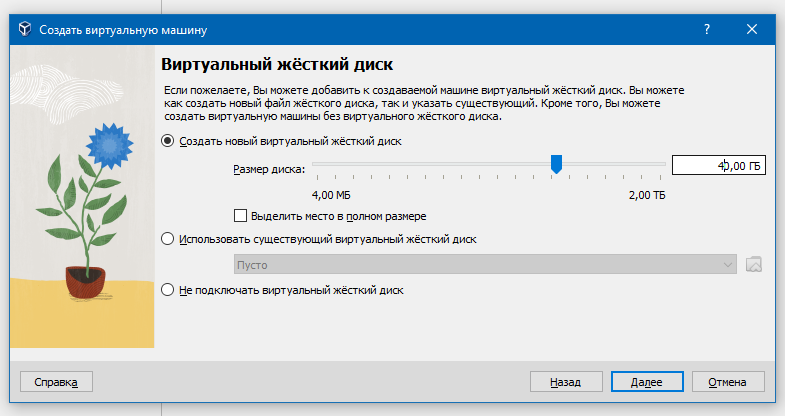 Создать виртуальную машину
Виртуальный жёсткий диск
Если пожелаете, Вы можете добавить к создаваемой машине виртуальный жёсткий диск. Вы можете
как создать новый файл жёсткого диска, так и указать существующий. Кроме того, Вы можете
создать виртуальную машины без виртуального жёсткого диска.
Создать новый виртуальный жёсткий диск
Размер диска: 40,00 ГБ
4,00 МБ 2,00 ТБ
Выделить место в полном размере
Использовать существующий виртуальный жёсткий диск
Пусто
Не подключать виртуальный жёсткий диск
Справка Назад Далее Отмена